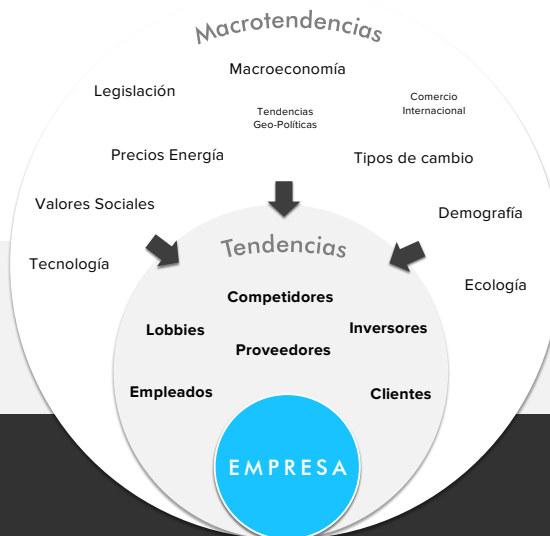 Macrotendencias
Macroeconomía
Legislación
Comercio
Internacional
Tendencias
Geo-Políticas
Precios Energía
Tipos de cambio
Valores Sociales
Demografía
Tendencias
Tecnología
Ecología
Competidores
Lobbies
Inversores
Proveedores
Empleados
Clientes
EMPRESA